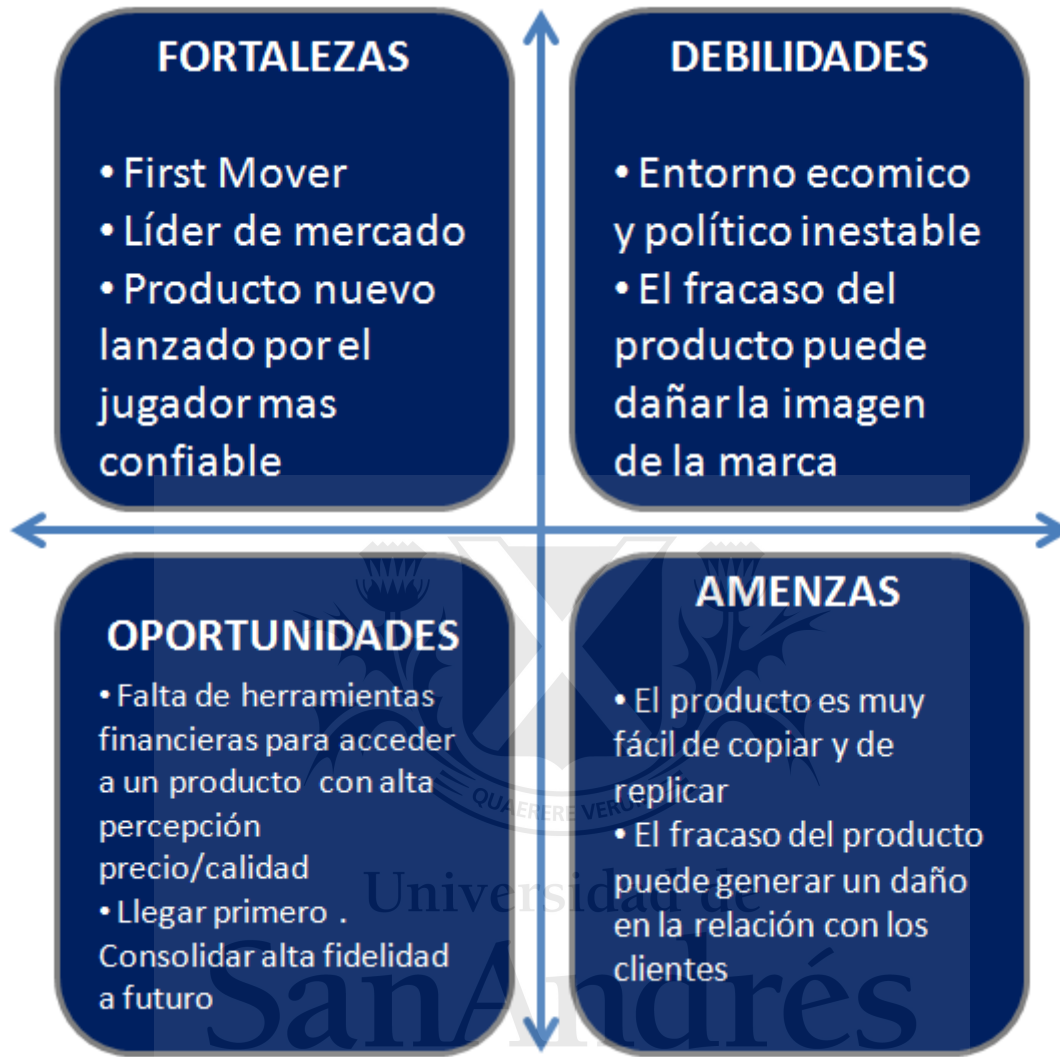 FORTALEZAS
• First Mover
• Líder de mercado
• Producto nuevo
lanzado por el
jugador mas
confiable
DEBILIDADES
• Entorno ecomico
y político inestable
• El fracaso del
producto puede
dañar la imagen
de la marca
OPORTUNIDADES
• Falta de herramientas
financieras para acceder
a un producto con alta
percepción
precio/calidad
• Llegar primero .
Consolidar alta fidelidad
a futuro
AMENZAS
• El producto es muy
fácil de copiar y de
replicar
• El fracaso del producto
puede generar un daño
en la relación con los
clientes
QUAERERE
Universidad de
SanAndrés